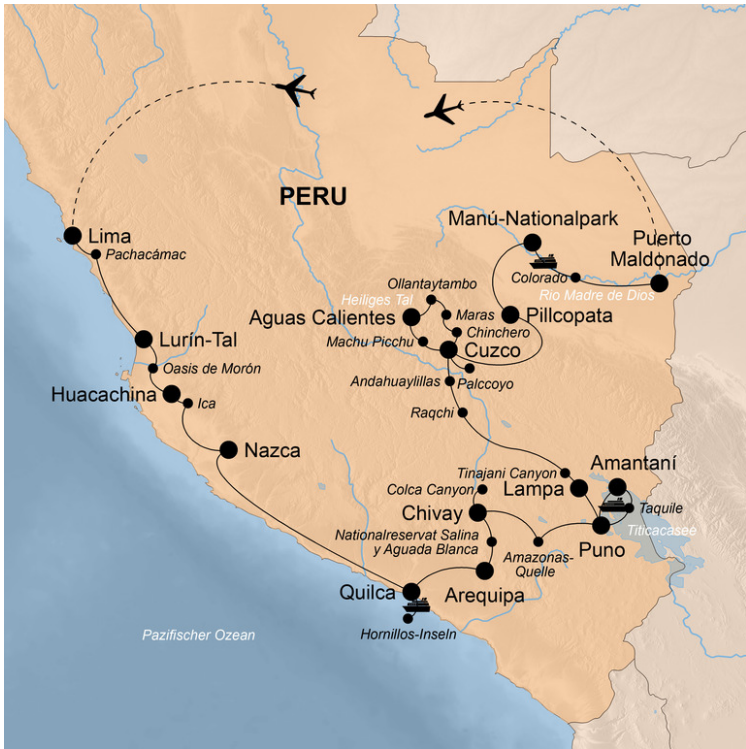 PERU
Manú-Nationalpark
Lima
Puerto
Maldonado
Pachacámac
Colorado
Ollantaytambo
Rio Madre de Dios
Heiliges Tal
Aguas Calientes
Maras
Pillcopata
Chinchero
Lurín-Tal
Machu Picchu
Cuzco
Oasis de Morón
Andahuaylillas
Palccoyo
Huacachina
Ica
Raqchi
Nazca
Tinajani Canyon
Amantaní
Colca Canyon
Lampa
Taquile
Chivay
Titicacasee
Nationalreservat Salina
y Aguada Blanca
Puno
Amazonas-
Quelle
Quilca
Arequipa
Hornillos-Inseln
Pazifischer Ozean